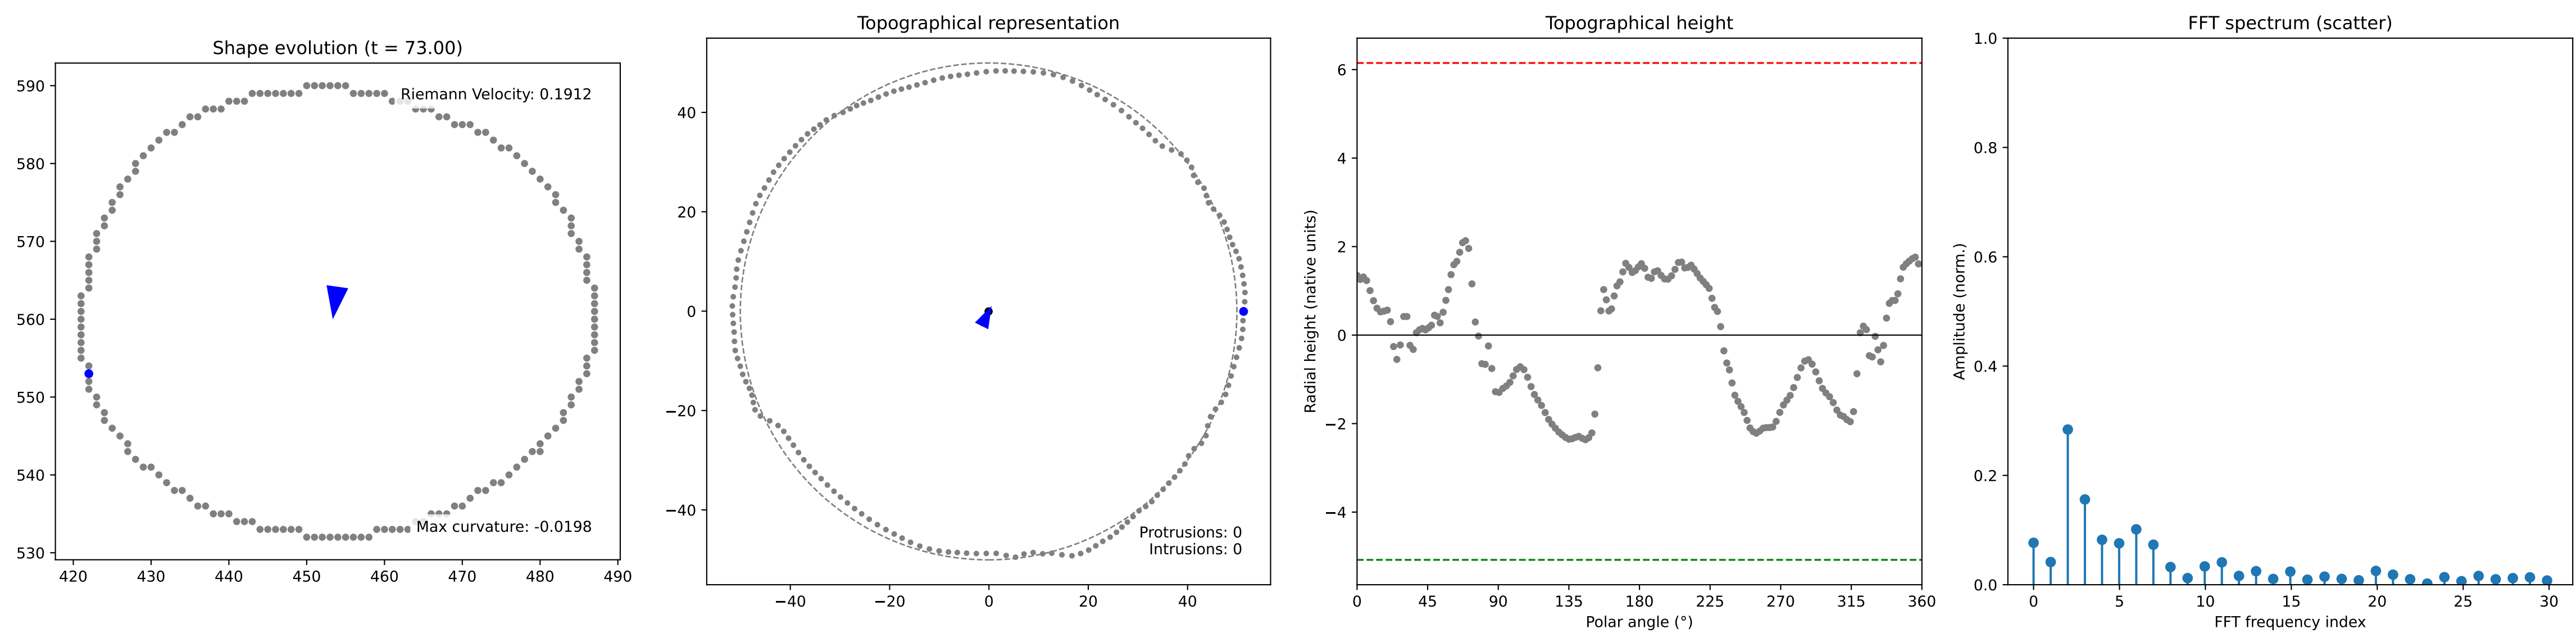 Shape evolution (t = 73.00)
Riemann Velocity: 0.1912
Max curvature: -0.0198
590
580
570
560
550
540
530
420 430 440 450 460 470 480 490
Topographical representation
40
20
0
−20
−40
Protrusions: 0
Intrusions: 0
−40 −20 0 20 40
Topographical height
Radial height (native units)
6
4
2
0
−2
−4
0 45 90 135 180 225 270 315 360
Polar angle (°)
FFT spectrum (scatter)
Amplitude (norm.)
1.0
0.8
0.6
0.4
0.2
0.0
0 5 10 15 20 25 30
FFT frequency index